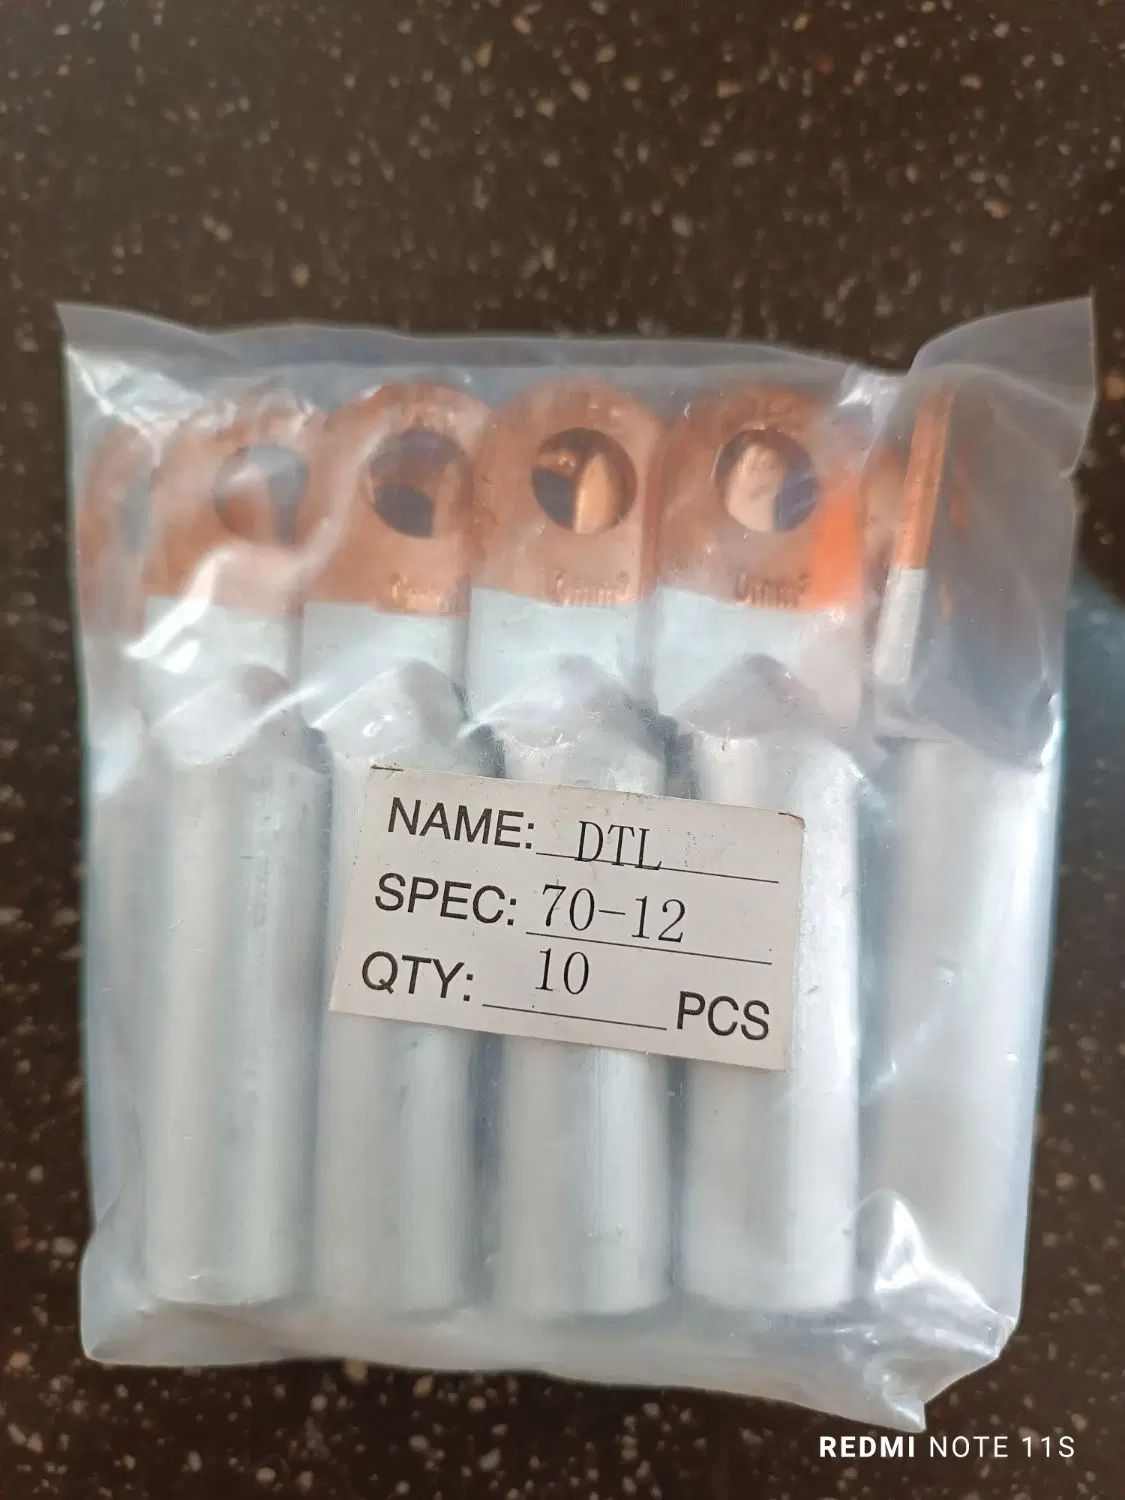 NAME: DTL
SPEC: 70-12
QTY: 10 PCS
REDMI NOTE 11S